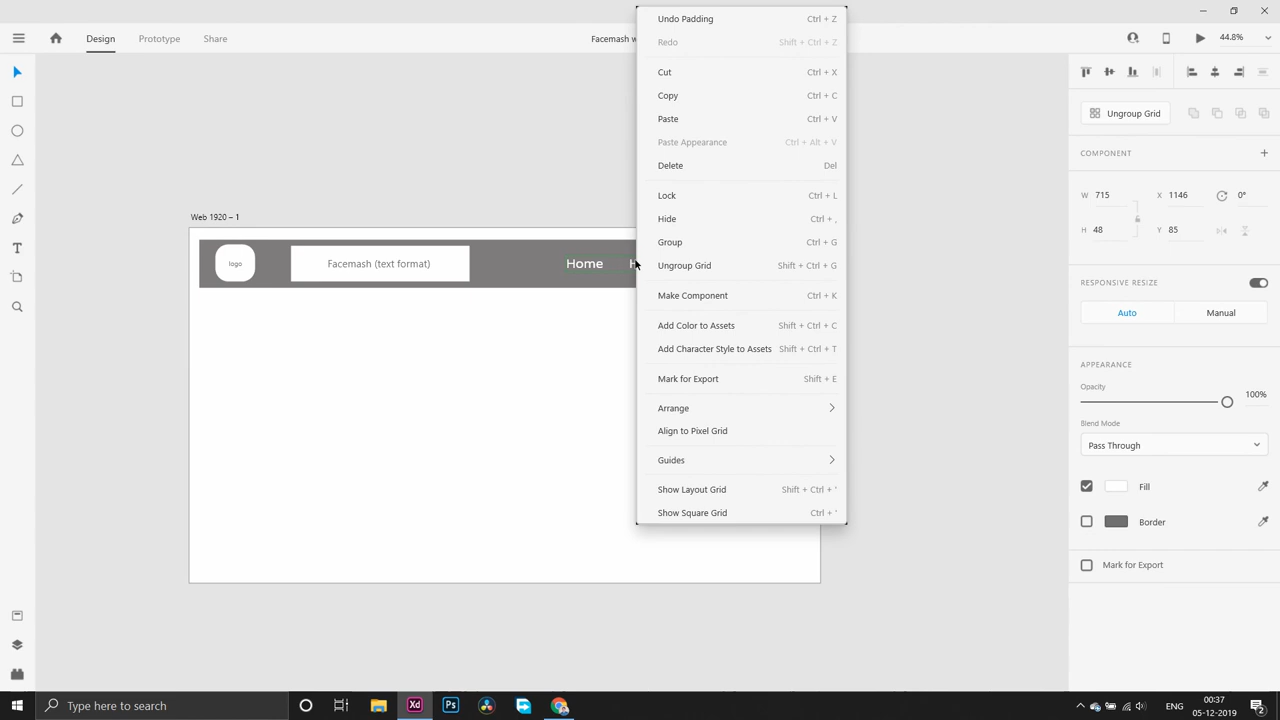 Design
Prototype
Share
Facemash w
44.8%
Undo Padding Ctrl + Z
Redo Shift + Ctrl + Z
Cut Ctrl + X
Copy Ctrl + C
Paste Ctrl + V
Paste Appearance Ctrl + Alt + V
Delete Del
Lock Ctrl + L
Hide Ctrl + ,
Group Ctrl + G
Ungroup Grid Shift + Ctrl + G
Make Component Ctrl + K
Add Color to Assets Shift + Ctrl + C
Add Character Style to Assets Shift + Ctrl + T
Mark for Export Shift + E
Arrange
Align to Pixel Grid
Guides
Show Layout Grid Shift + Ctrl + '
Show Square Grid Ctrl + '
Web 1920 – 1
logo
Facemash (text format)
Home
H
Ungroup Grid
COMPONENT
W 715 X 1146 0°
H 48 Y 85
RESPONSIVE RESIZE
Auto
Manual
APPEARANCE
Opacity
100%
Blend Mode
Pass Through
Fill
Border
Mark for Export
Type here to search
Xd
Ps
ENG
00:37
05-12-2019
2